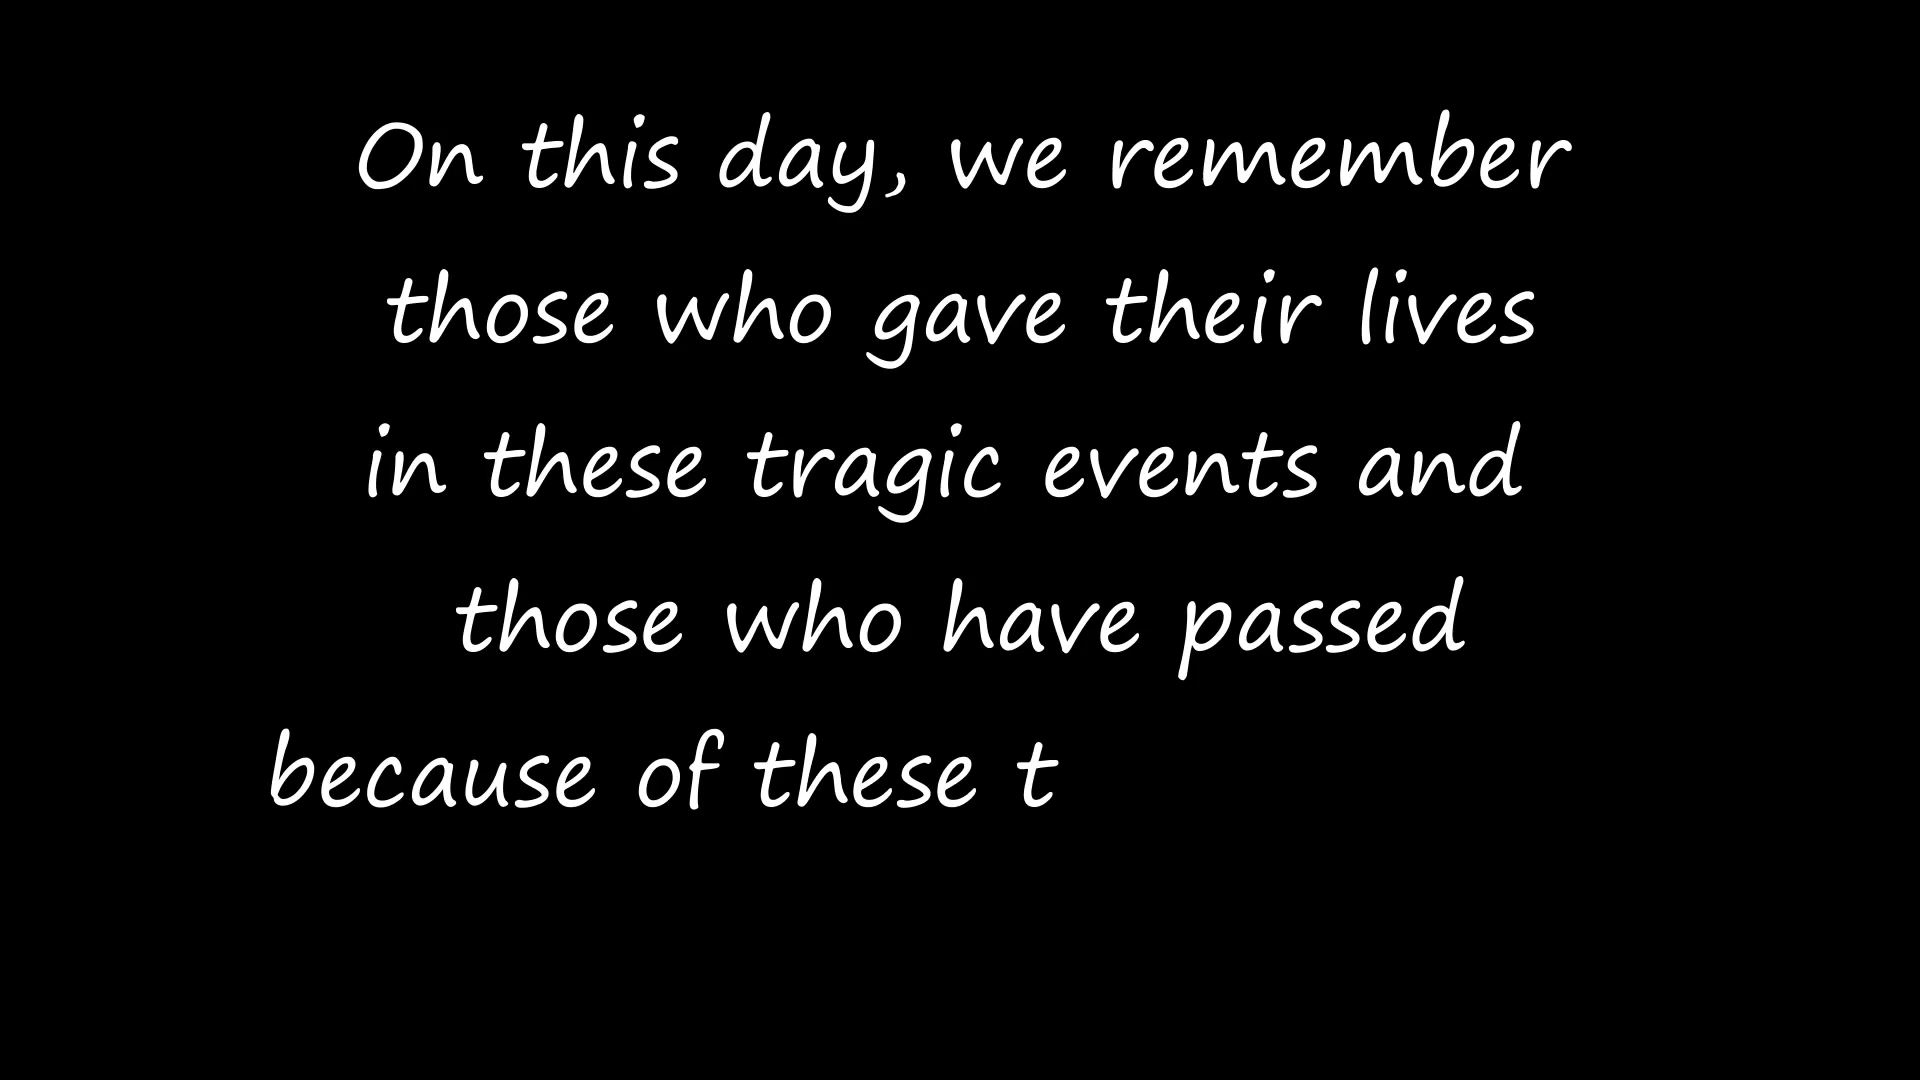 On this day, we remember
those who gave their lives
in these tragic events and
those who have passed
because of these t